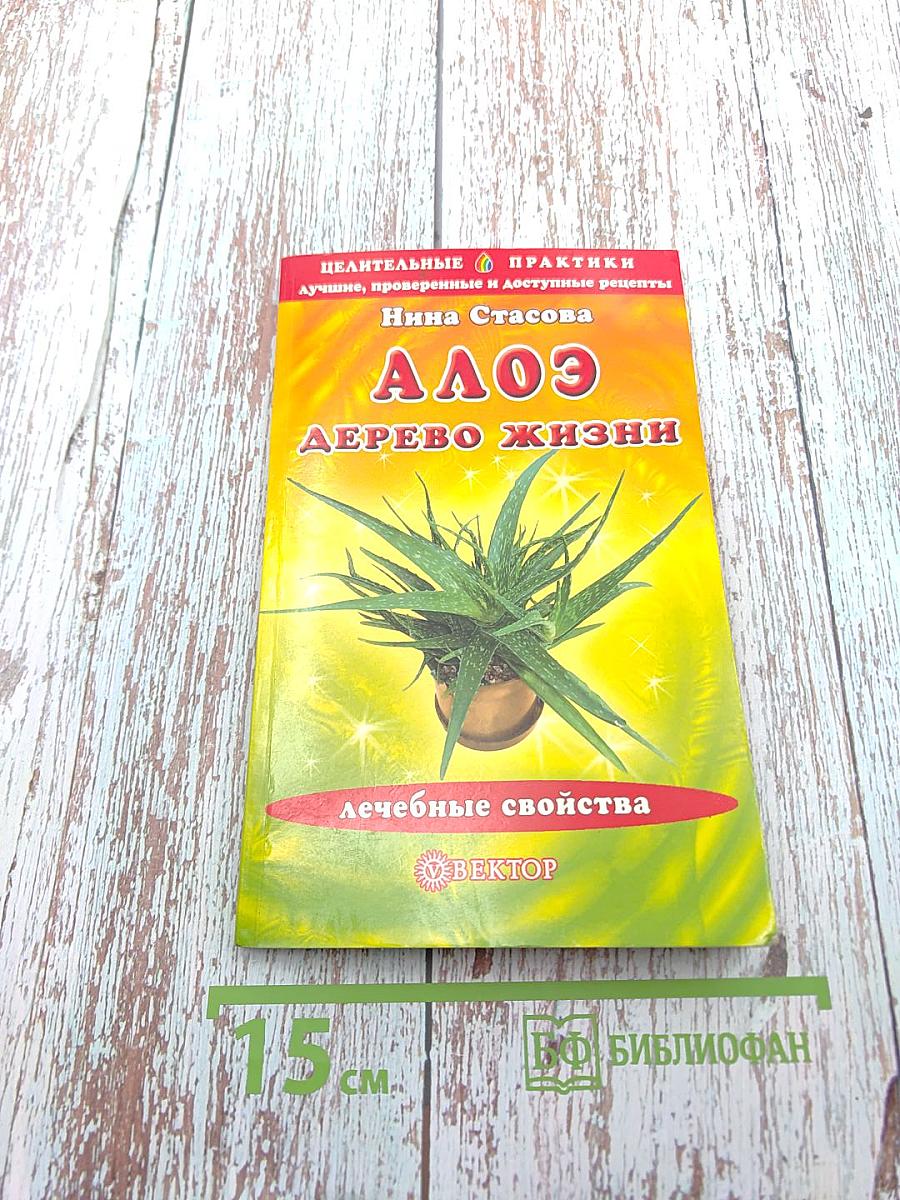 ЦЕЛИТЕЛЬНЫЕ ПРАКТИКИ
лучшие, проверенные и доступные рецепты
Нина Стасова
АЛОЭ
ДЕРЕВО ЖИЗНИ
лечебные свойства
V ВЕКТОР
15 см
БФ БИБЛИОФАН